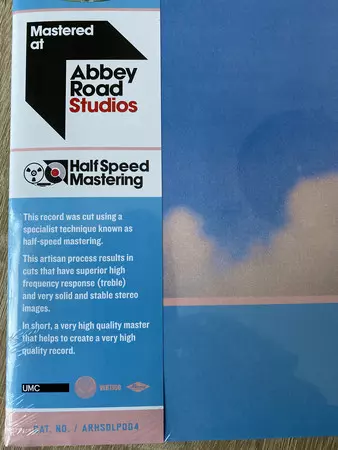 Mastered
at
Abbey
Road
Studios
Half Speed
Mastering
This record was cut using a
specialist technique known as
half-speed mastering.
This artisan process results in
cuts that have superior high
frequency response (treble)
and very solid and stable stereo
images.
In short, a very high quality master
that helps to create a very high
quality record.
UMC
VERTIGO
CAT. NO. / ARHSDLP004